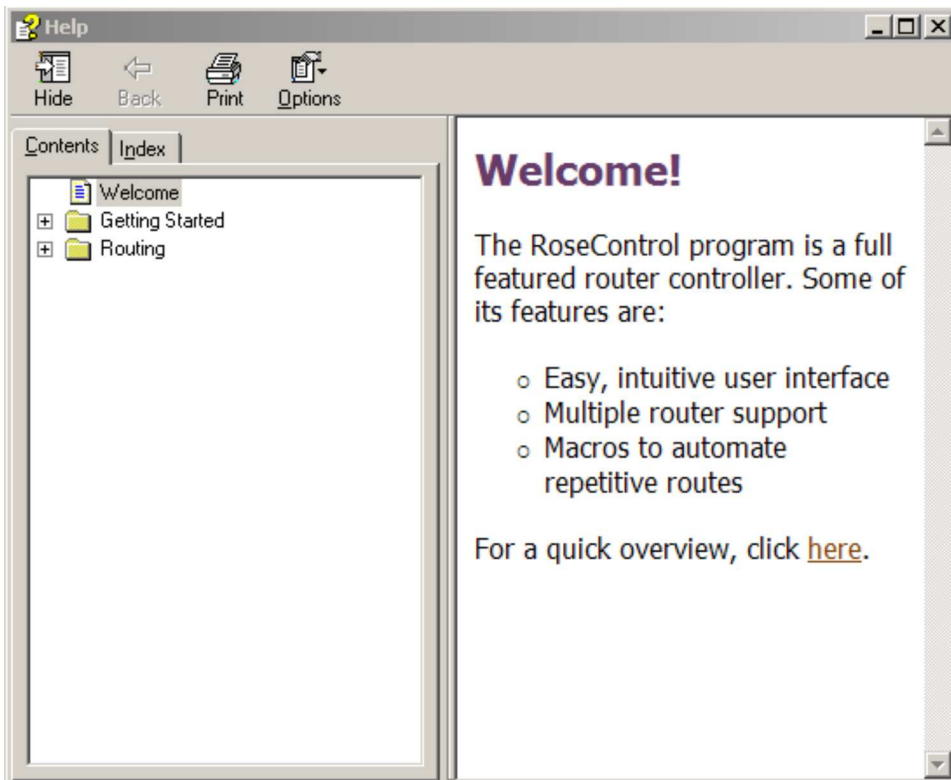 Help
Hide Back Print Options
Contents Index
Welcome
Getting Started
Routing
Welcome!
The RoseControl program is a full
featured router controller. Some of
its features are:
Easy, intuitive user interface
Multiple router support
Macros to automate
repetitive routes
For a quick overview, click here.